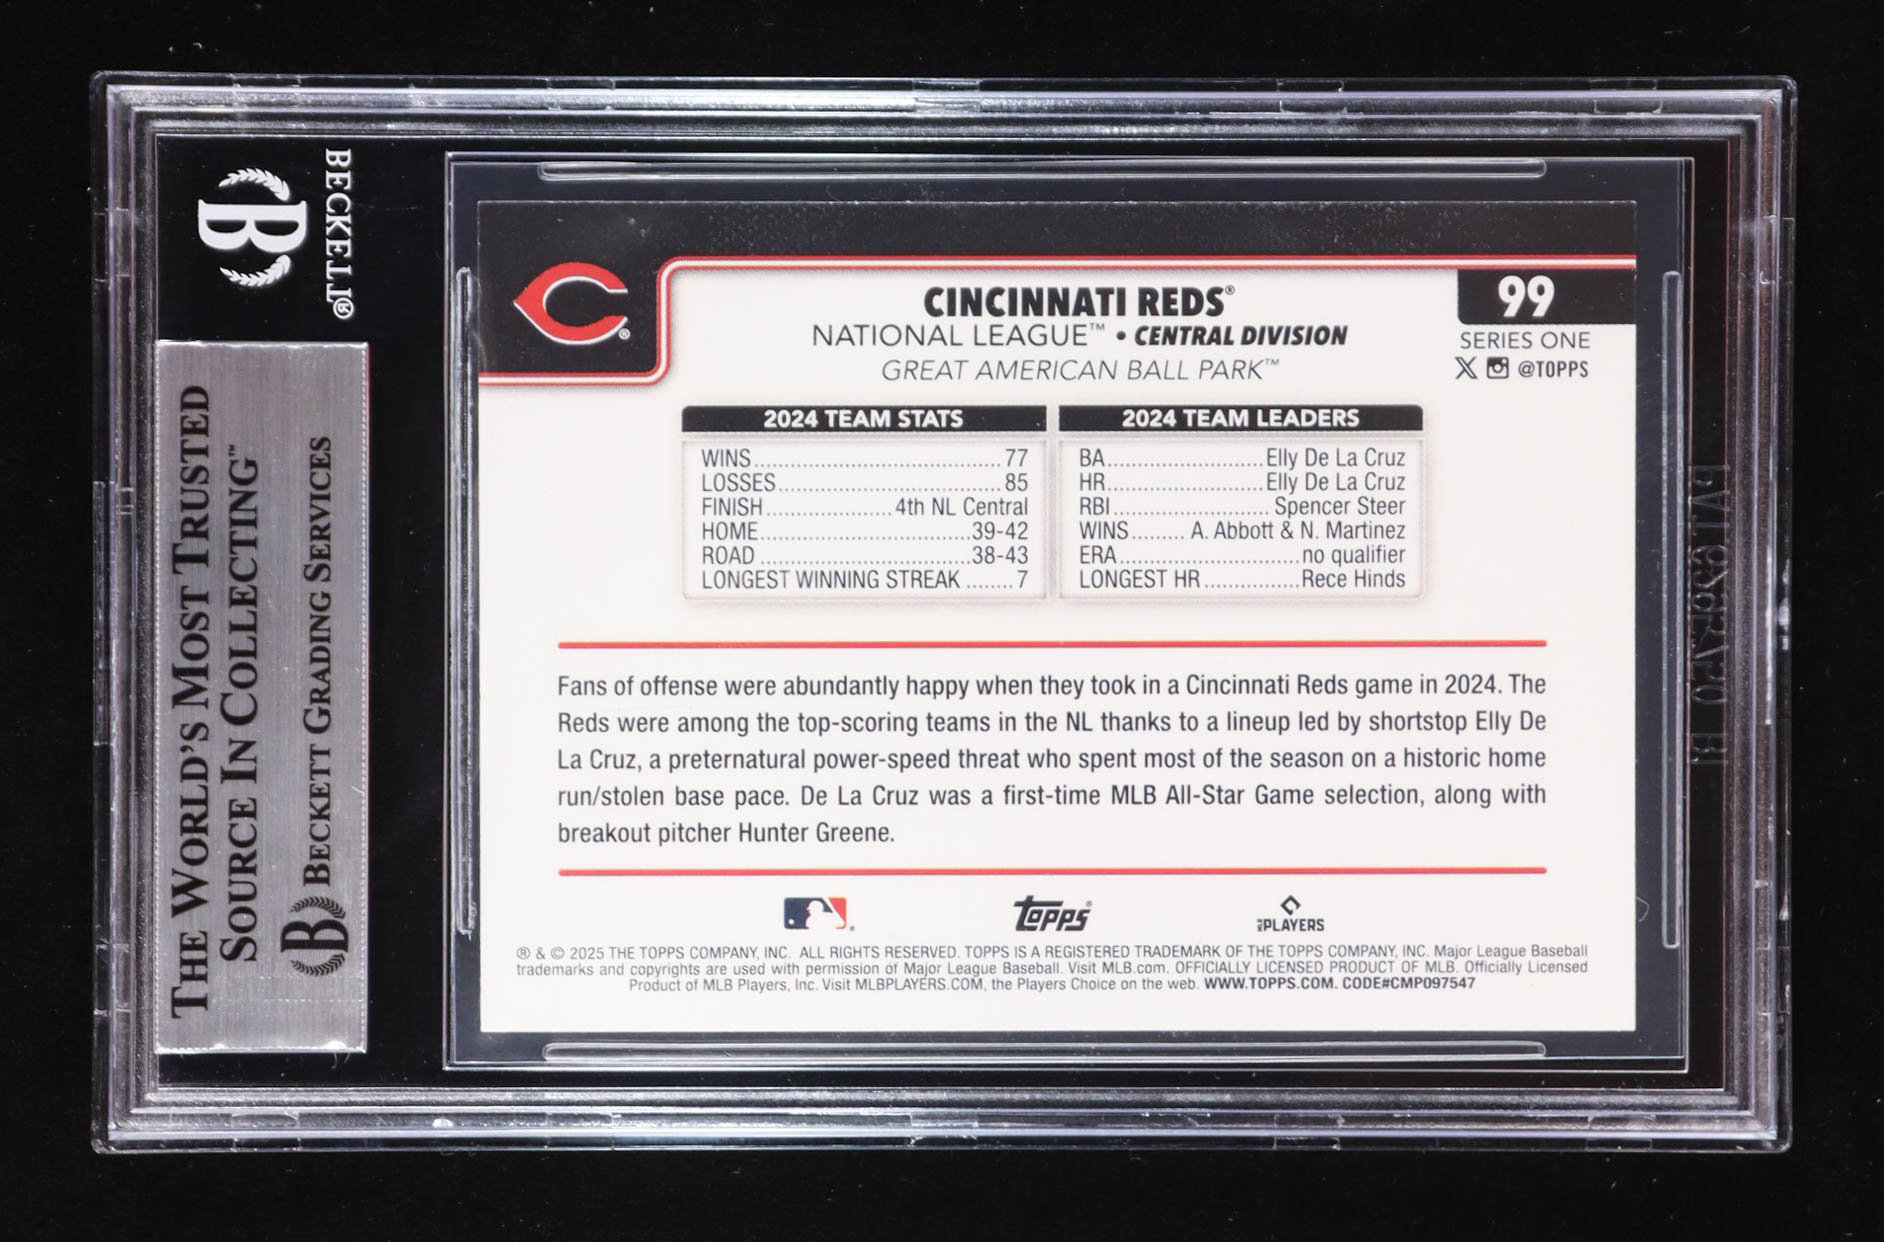 BECKETT®
B
THE WORLD'S MOST TRUSTED
SOURCE IN COLLECTING™
BECKETT GRADING SERVICES
CINCINNATI REDS®
NATIONAL LEAGUE™ • CENTRAL DIVISION
GREAT AMERICAN BALL PARK™
99
SERIES ONE
X @TOPPS
2024 TEAM STATS
WINS 77
LOSSES 85
FINISH 4th NL Central
HOME 39-42
ROAD 38-43
LONGEST WINNING STREAK 7
2024 TEAM LEADERS
BA Elly De La Cruz
HR Elly De La Cruz
RBI Spencer Steer
WINS A. Abbott & N. Martinez
ERA no qualifier
LONGEST HR Rece Hinds
Fans of offense were abundantly happy when they took in a Cincinnati Reds game in 2024. The
Reds were among the top-scoring teams in the NL thanks to a lineup led by shortstop Elly De
La Cruz, a preternatural power-speed threat who spent most of the season on a historic home
run/stolen base pace. De La Cruz was a first-time MLB All-Star Game selection, along with
breakout pitcher Hunter Greene.
Topps®
PLAYERS
® & © 2025 THE TOPPS COMPANY, INC. ALL RIGHTS RESERVED. TOPPS IS A REGISTERED TRADEMARK OF THE TOPPS COMPANY, INC. Major League Baseball
trademarks and copyrights are used with permission of Major League Baseball. Visit MLB.com. OFFICIALLY LICENSED PRODUCT OF MLB. Officially Licensed
Product of MLB Players, Inc. Visit MLBPLAYERS.COM, the Players Choice on the web. WWW.TOPPS.COM. CODE#CMP097547